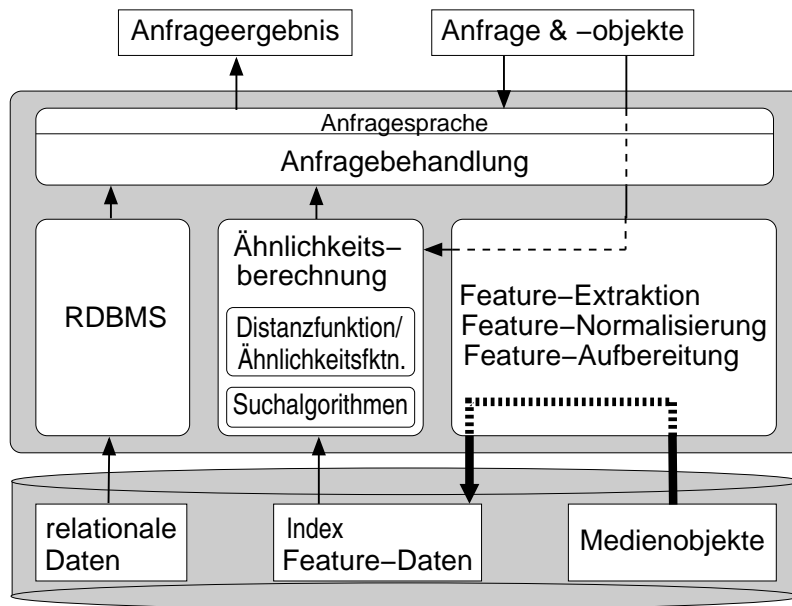 Anfrageergebnis
Anfrage & −objekte
Anfragesprache
Anfragebehandlung
RDBMS
Ähnlichkeits−
berechnung
Distanzfunktion/
Ähnlichkeitsfktn.
Suchalgorithmen
Feature−Extraktion
Feature−Normalisierung
Feature−Aufbereitung
relationale
Daten
Index
Feature−Daten
Medienobjekte